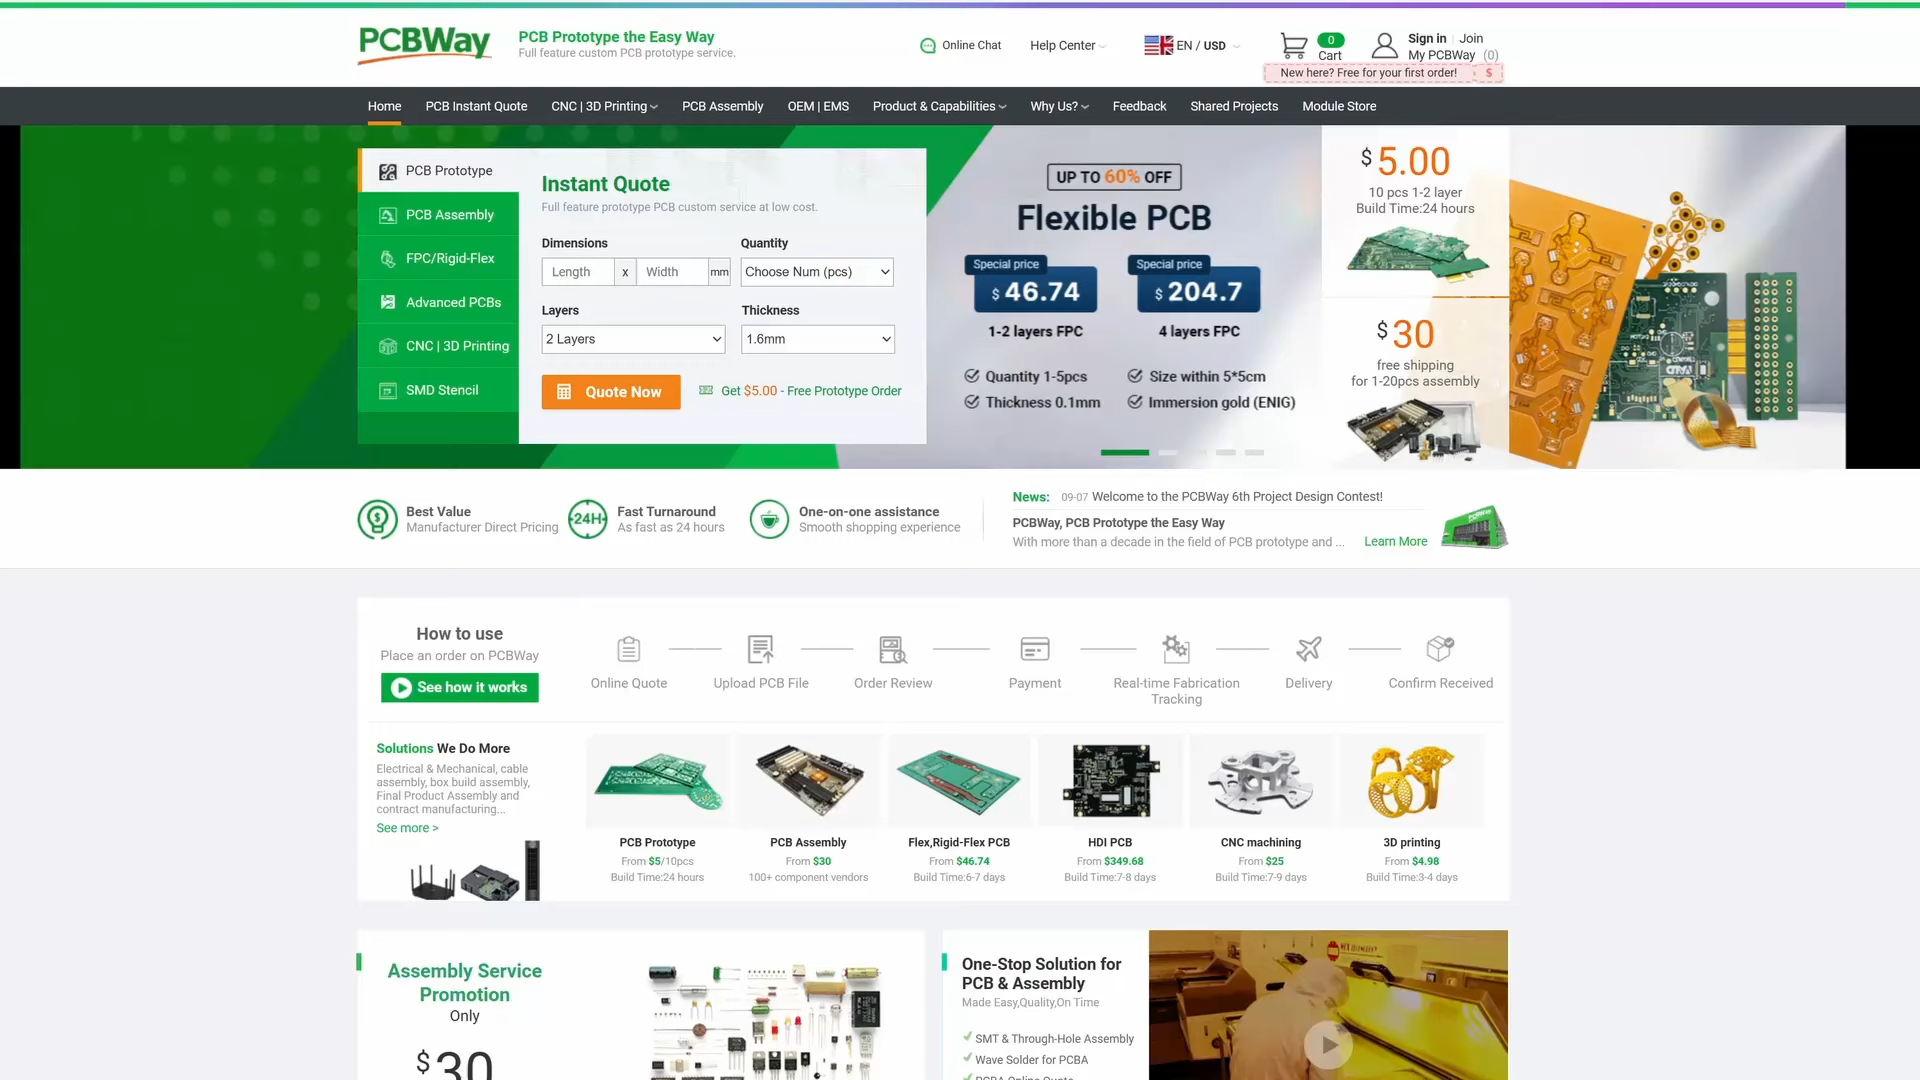 PCBWay
PCB Prototype the Easy Way
Full feature custom PCB prototype service.
Online Chat
Help Center
EN / USD
0
Cart
Sign in
Join
My PCBWay (0)
New here? Free for your first order!
$
Home
PCB Instant Quote
CNC | 3D Printing
PCB Assembly
OEM | EMS
Product & Capabilities
Why Us?
Feedback
Shared Projects
Module Store
PCB Prototype
PCB Assembly
FPC/Rigid-Flex
Advanced PCBs
CNC | 3D Printing
SMD Stencil
Instant Quote
Full feature prototype PCB custom service at low cost.
Dimensions
Quantity
Length
x
Width
mm
Choose Num (pcs)
Layers
Thickness
2 Layers
1.6mm
Quote Now
Get $5.00 - Free Prototype Order
UP TO 60% OFF
Flexible PCB
Special price
$ 46.74
1-2 layers FPC
Special price
$ 204.7
4 layers FPC
Quantity 1-5pcs
Size within 5*5cm
Thickness 0.1mm
Immersion gold (ENIG)
$ 5.00
10 pcs 1-2 layer
Build Time:24 hours
$ 30
free shipping
for 1-20pcs assembly
Best Value
Manufacturer Direct Pricing
24H
Fast Turnaround
As fast as 24 hours
One-on-one assistance
Smooth shopping experience
News: 09-07 Welcome to the PCBWay 6th Project Design Contest!
PCBWay, PCB Prototype the Easy Way
With more than a decade in the field of PCB prototype and ...
Learn More
How to use
Place an order on PCBWay
See how it works
Online Quote
Upload PCB File
Order Review
Payment
Real-time Fabrication
Tracking
Delivery
Confirm Received
Solutions We Do More
Electrical & Mechanical, cable
assembly, box build assembly,
Final Product Assembly and
contract manufacturing...
See more >
PCB Prototype
From $5/10pcs
Build Time:24 hours
PCB Assembly
From $30
100+ component vendors
Flex,Rigid-Flex PCB
From $46.74
Build Time:6-7 days
HDI PCB
From $349.68
Build Time:7-8 days
CNC machining
From $25
Build Time:7-9 days
3D printing
From $4.98
Build Time:3-4 days
Assembly Service
Promotion
Only
$30
One-Stop Solution for
PCB & Assembly
Made Easy,Quality,On Time
SMT & Through-Hole Assembly
Wave Solder for PCBA
PCBA Online Quote